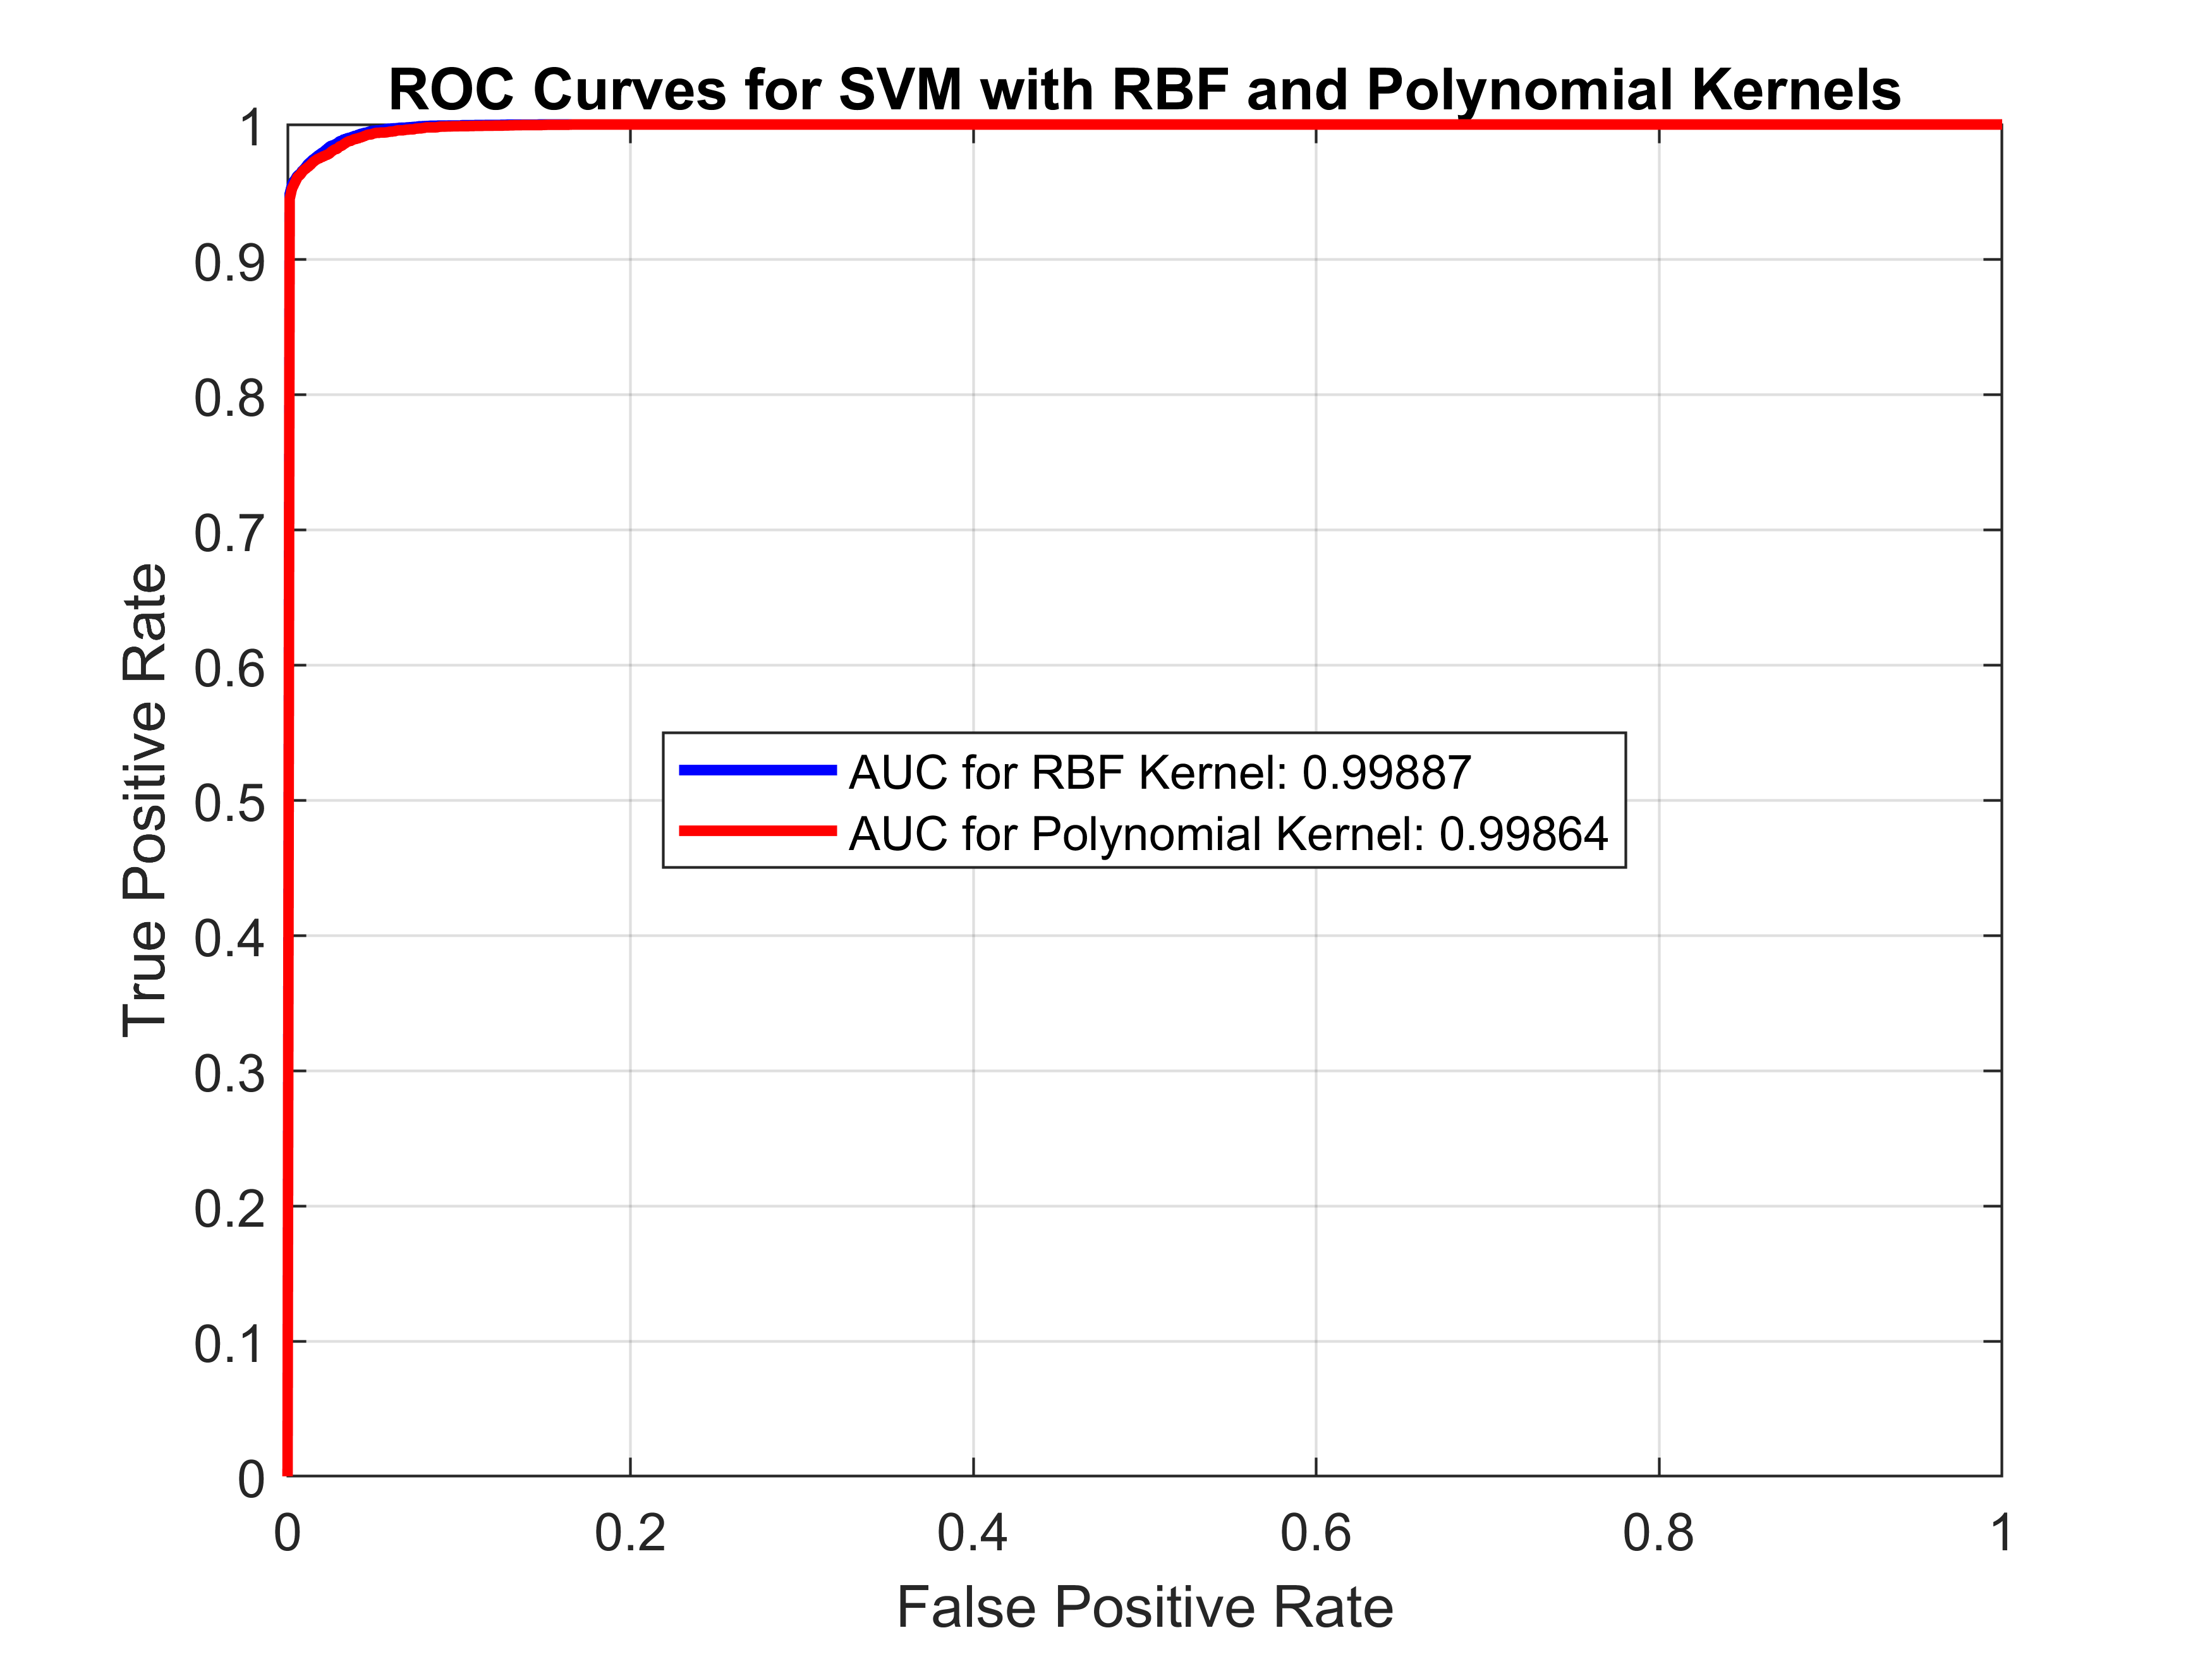 ROC Curves for SVM with RBF and Polynomial Kernels
1
0.9
0.8
0.7
0.6
0.5
0.4
0.3
0.2
0.1
0
True Positive Rate
AUC for RBF Kernel: 0.99887
AUC for Polynomial Kernel: 0.99864
0 0.2 0.4 0.6 0.8 1
False Positive Rate